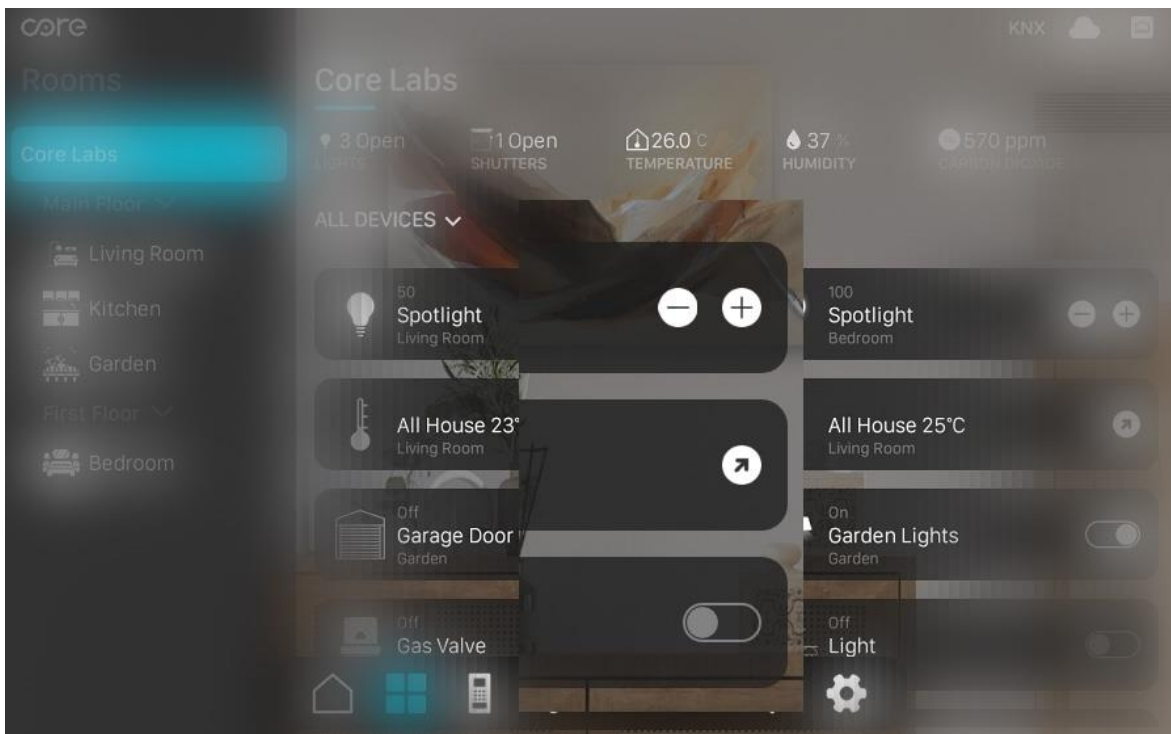 core
KNX
Rooms
Core Labs
Core Labs
3 Open
LIGHTS
1 Open
SHUTTERS
26.0 °C
TEMPERATURE
37 %
HUMIDITY
570 ppm
CARBON DIOXIDE
Main Floor
Living Room
Kitchen
Garden
First Floor
Bedroom
ALL DEVICES
50
Spotlight
Living Room
100
Spotlight
Bedroom
All House 23°
Living Room
All House 25°C
Living Room
Off
Garage Door
Garden
On
Garden Lights
Garden
Off
Gas Valve
Off
Light